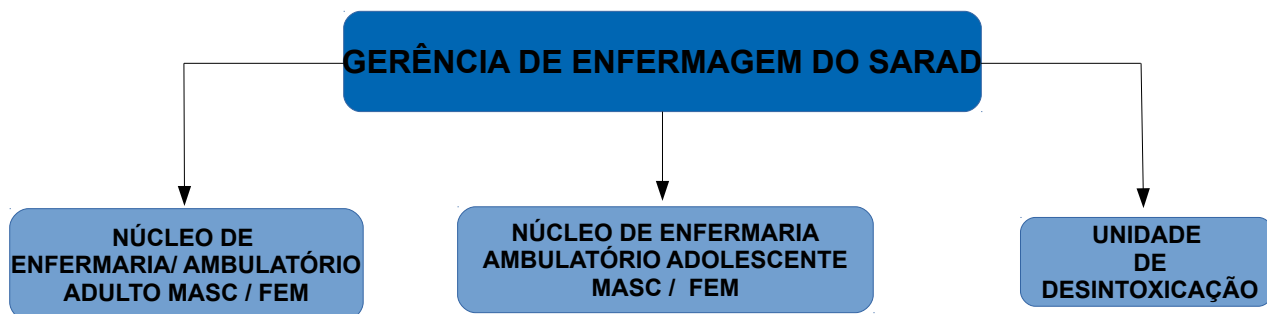 GERÊNCIA DE ENFERMAGEM DO SARAD
NÚCLEO DE
ENFERMARIA/ AMBULATÓRIO
ADULTO MASC / FEM
NÚCLEO DE ENFERMARIA
AMBULATÓRIO ADOLESCENTE
MASC / FEM
UNIDADE
DE
DESINTOXICAÇÃO